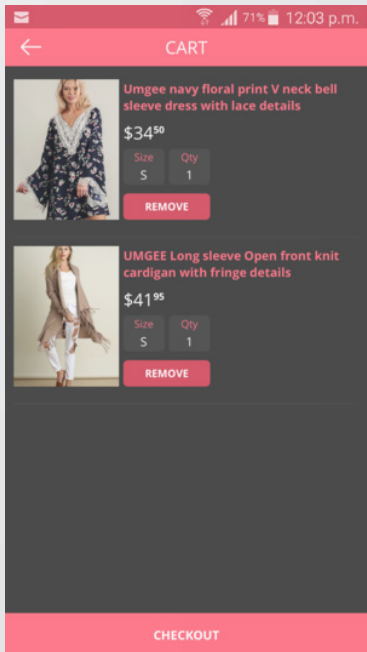 71% 12:03 p.m.
CART
Umgee navy floral print V neck bell
sleeve dress with lace details
$34⁵⁰
Size Qty
S 1
REMOVE
UMGEE Long sleeve Open front knit
cardigan with fringe details
$41⁹⁵
Size Qty
S 1
REMOVE
CHECKOUT